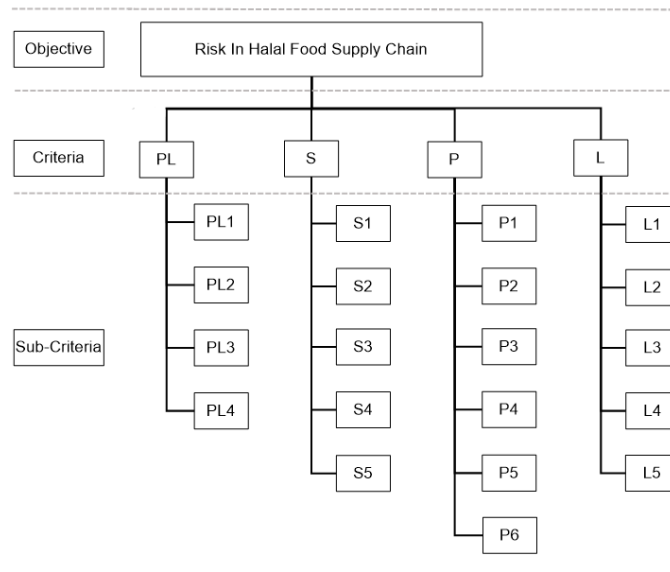 Objective
Risk In Halal Food Supply Chain
Criteria
PL
S
P
L
Sub-Criteria
PL1
PL2
PL3
PL4
S1
S2
S3
S4
S5
P1
P2
P3
P4
P5
P6
L1
L2
L3
L4
L5